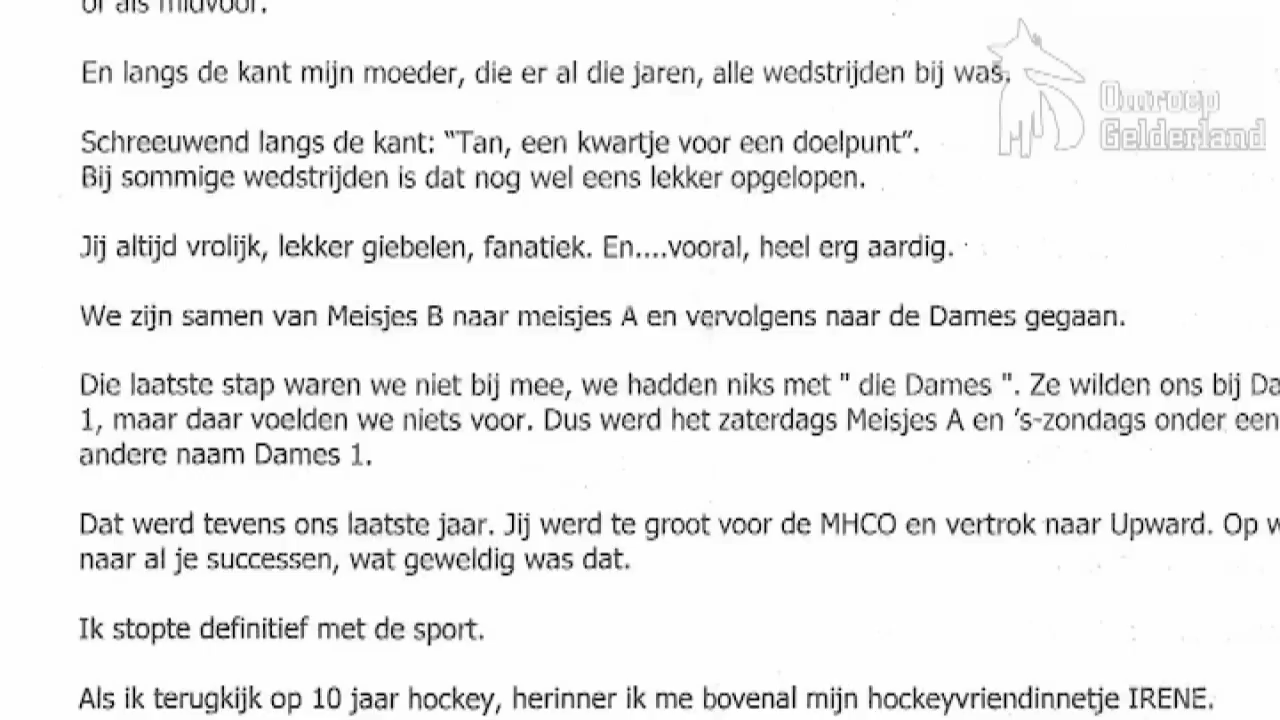 of als midvoor.
En langs de kant mijn moeder, die er al die jaren, alle wedstrijden bij was.
Omroep
Gelderland
Schreeuwend langs de kant: “Tan, een kwartje voor een doelpunt”.
Bij sommige wedstrijden is dat nog wel eens lekker opgelopen.
Jij altijd vrolijk, lekker giebelen, fanatiek. En....vooral, heel erg aardig.
We zijn samen van Meisjes B naar meisjes A en vervolgens naar de Dames gegaan.
Die laatste stap waren we niet bij mee, we hadden niks met " die Dames ". Ze wilden ons bij Da
1, maar daar voelden we niets voor. Dus werd het zaterdags Meisjes A en ’s-zondags onder een
andere naam Dames 1.
Dat werd tevens ons laatste jaar. Jij werd te groot voor de MHCO en vertrok naar Upward. Op w
naar al je successen, wat geweldig was dat.
Ik stopte definitief met de sport.
Als ik terugkijk op 10 jaar hockey, herinner ik me bovenal mijn hockeyvriendinnetje IRENE.